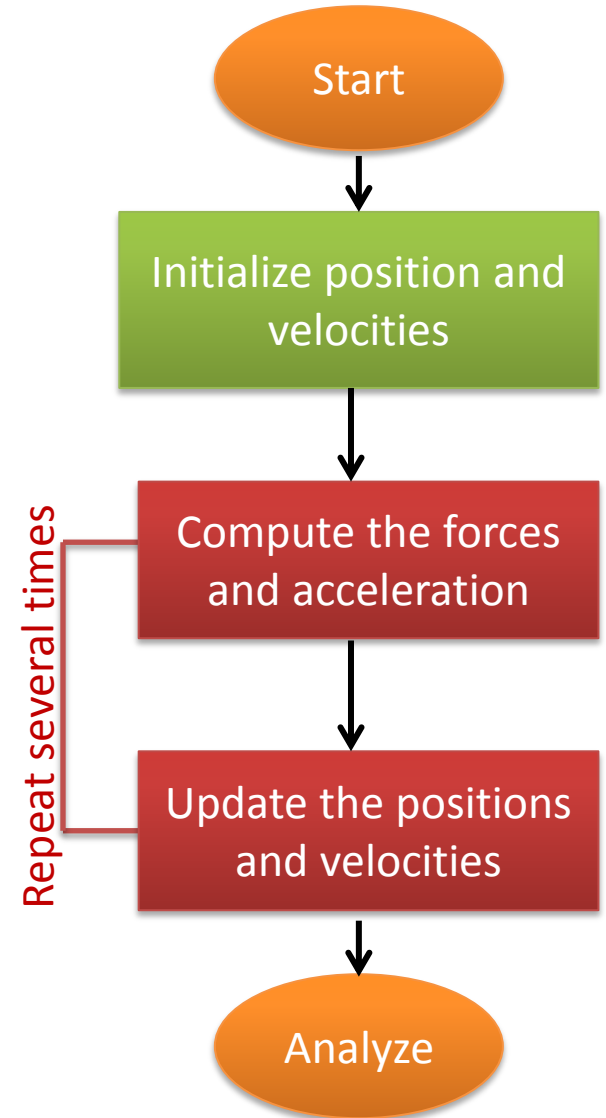 Start
Initialize position and
velocities
Compute the forces
and acceleration
Repeat several times
Update the positions
and velocities
Analyze